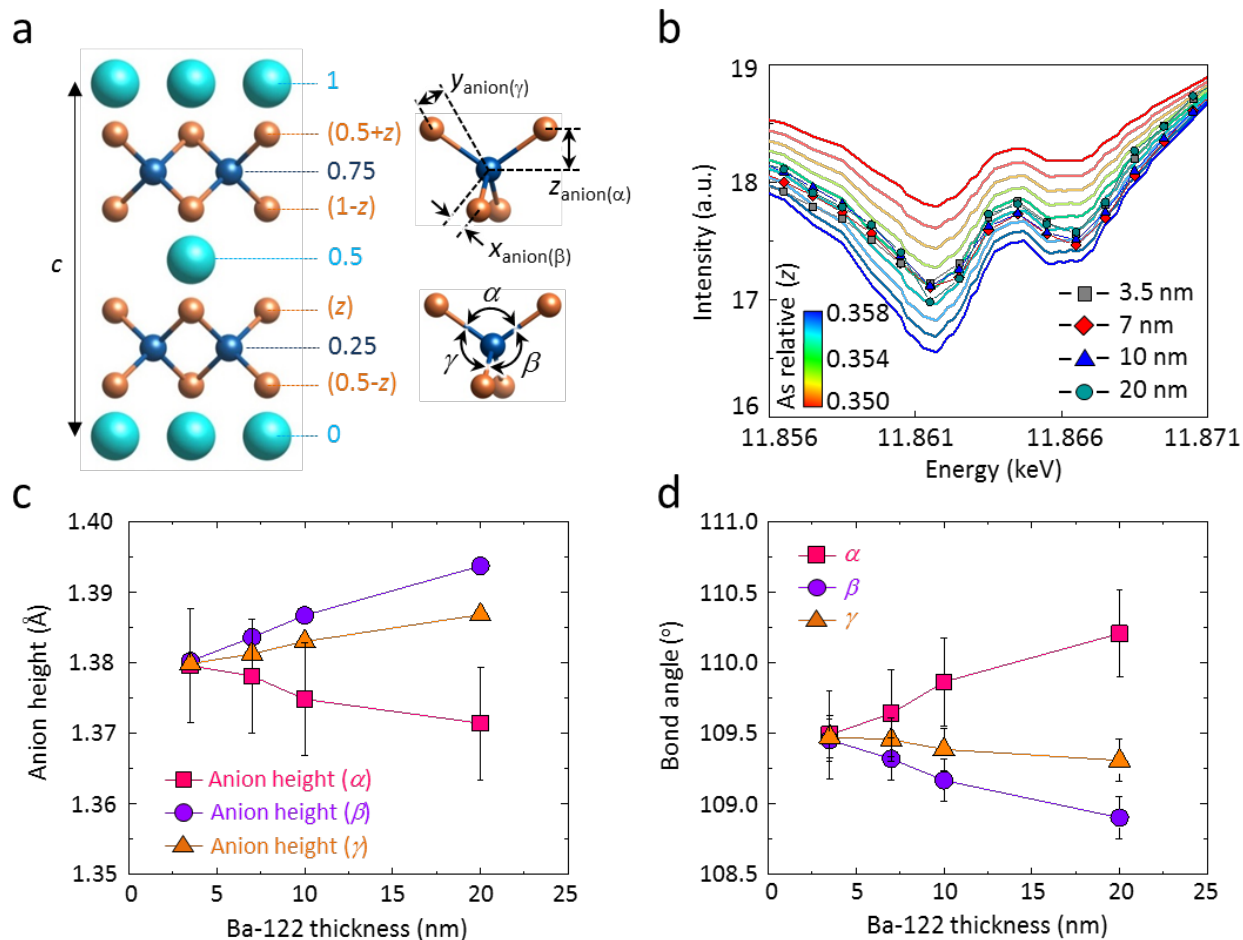 a
c
1
(0.5+z)
0.75
(1-z)
0.5
(z)
0.25
(0.5-z)
0
yanion(γ)
zanion(α)
xanion(β)
α
γ
β
b
Intensity (a.u.)
19
18
17
16
As relative (z)
0.358
0.354
0.350
3.5 nm
7 nm
10 nm
20 nm
11.856
11.861
11.866
11.871
Energy (keV)
c
Anion height (Å)
1.40
1.39
1.38
1.37
1.36
1.35
Anion height (α)
Anion height (β)
Anion height (γ)
0
5
10
15
20
25
Ba-122 thickness (nm)
d
Bond angle (°)
111.0
110.5
110.0
109.5
109.0
108.5
α
β
γ
0
5
10
15
20
25
Ba-122 thickness (nm)